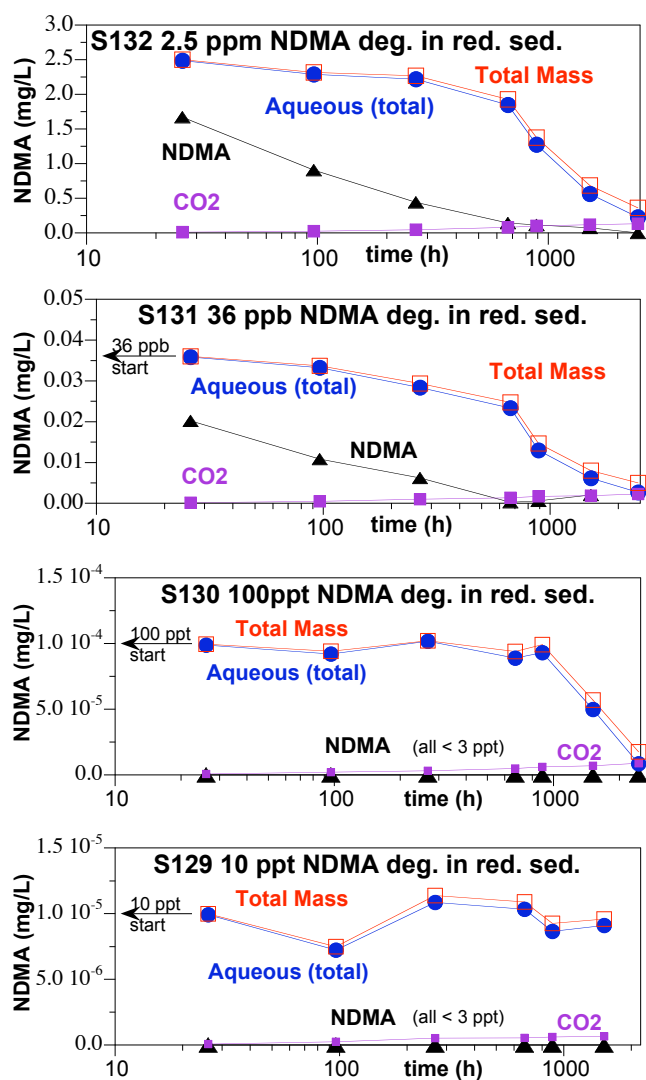 S132 2.5 ppm NDMA deg. in red. sed.
3.0
2.5
2.0
1.5
1.0
0.5
0.0
NDMA (mg/L)
Total Mass
Aqueous (total)
NDMA
CO2
10
100
1000
time (h)
S131 36 ppb NDMA deg. in red. sed.
0.05
0.04
0.03
0.02
0.01
0.00
NDMA (mg/L)
36 ppb
start
Total Mass
Aqueous (total)
NDMA
CO2
10
100
1000
time (h)
S130 100ppt NDMA deg. in red. sed.
1.5 10⁻⁴
1.0 10⁻⁴
5.0 10⁻⁵
0.0
NDMA (mg/L)
100 ppt
start
Total Mass
Aqueous (total)
NDMA (all < 3 ppt)
CO2
10
100
1000
time (h)
S129 10 ppt NDMA deg. in red. sed.
1.5 10⁻⁵
1.0 10⁻⁵
5.0 10⁻⁶
0.0
NDMA (mg/L)
10 ppt
start
Total Mass
Aqueous (total)
NDMA (all < 3 ppt)
CO2
10
100
1000
time (h)